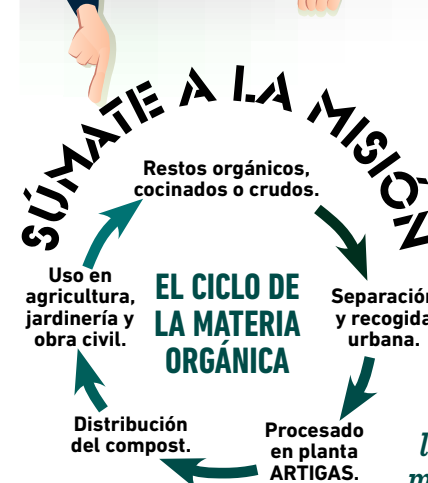 SÚMATE A LA MISIÓN
Restos orgánicos,
cocinados o crudos.
Separación
y recogida
urbana.
Procesado
en planta
ARTIGAS.
Distribución
del compost.
Uso en
agricultura,
jardinería y
obra civil.
EL CICLO DE
LA MATERIA
ORGÁNICA